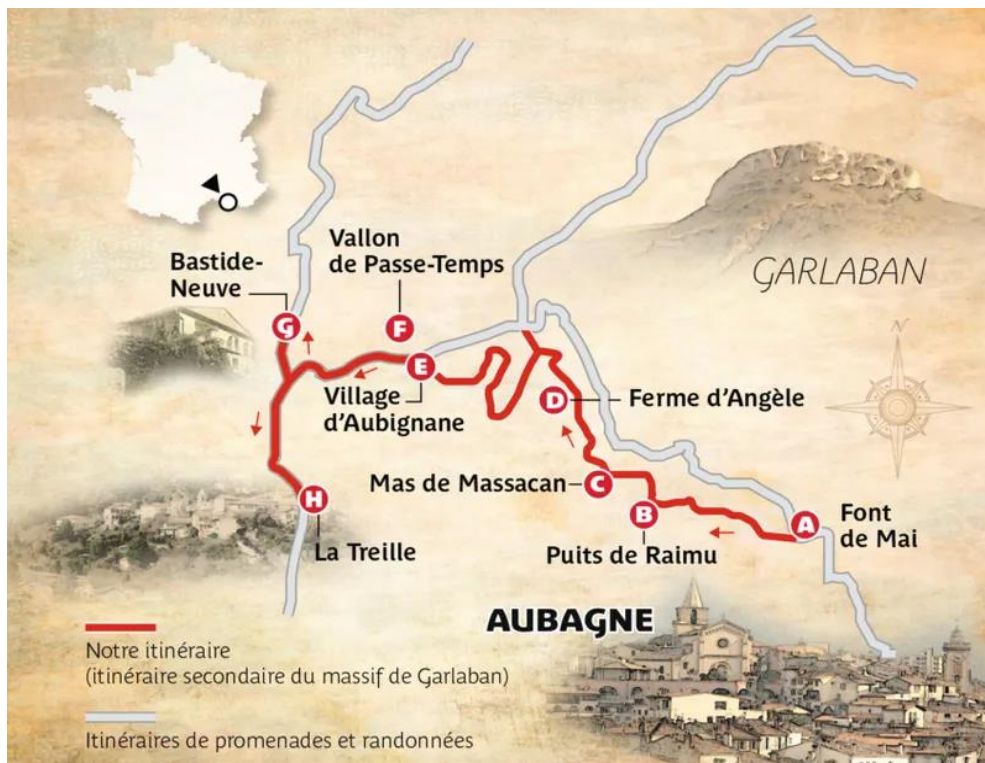 Bastide-
Neuve
Vallon
de Passe-Temps
GARLABAN
N
G
F
E
Village
d'Aubignane
D
Ferme d'Angèle
Mas de Massacan
C
B
Puits de Raimu
A
Font
de Mai
H
La Treille
AUBAGNE
Notre itinéraire
(itinéraire secondaire du massif de Garlaban)
Itinéraires de promenades et randonnées